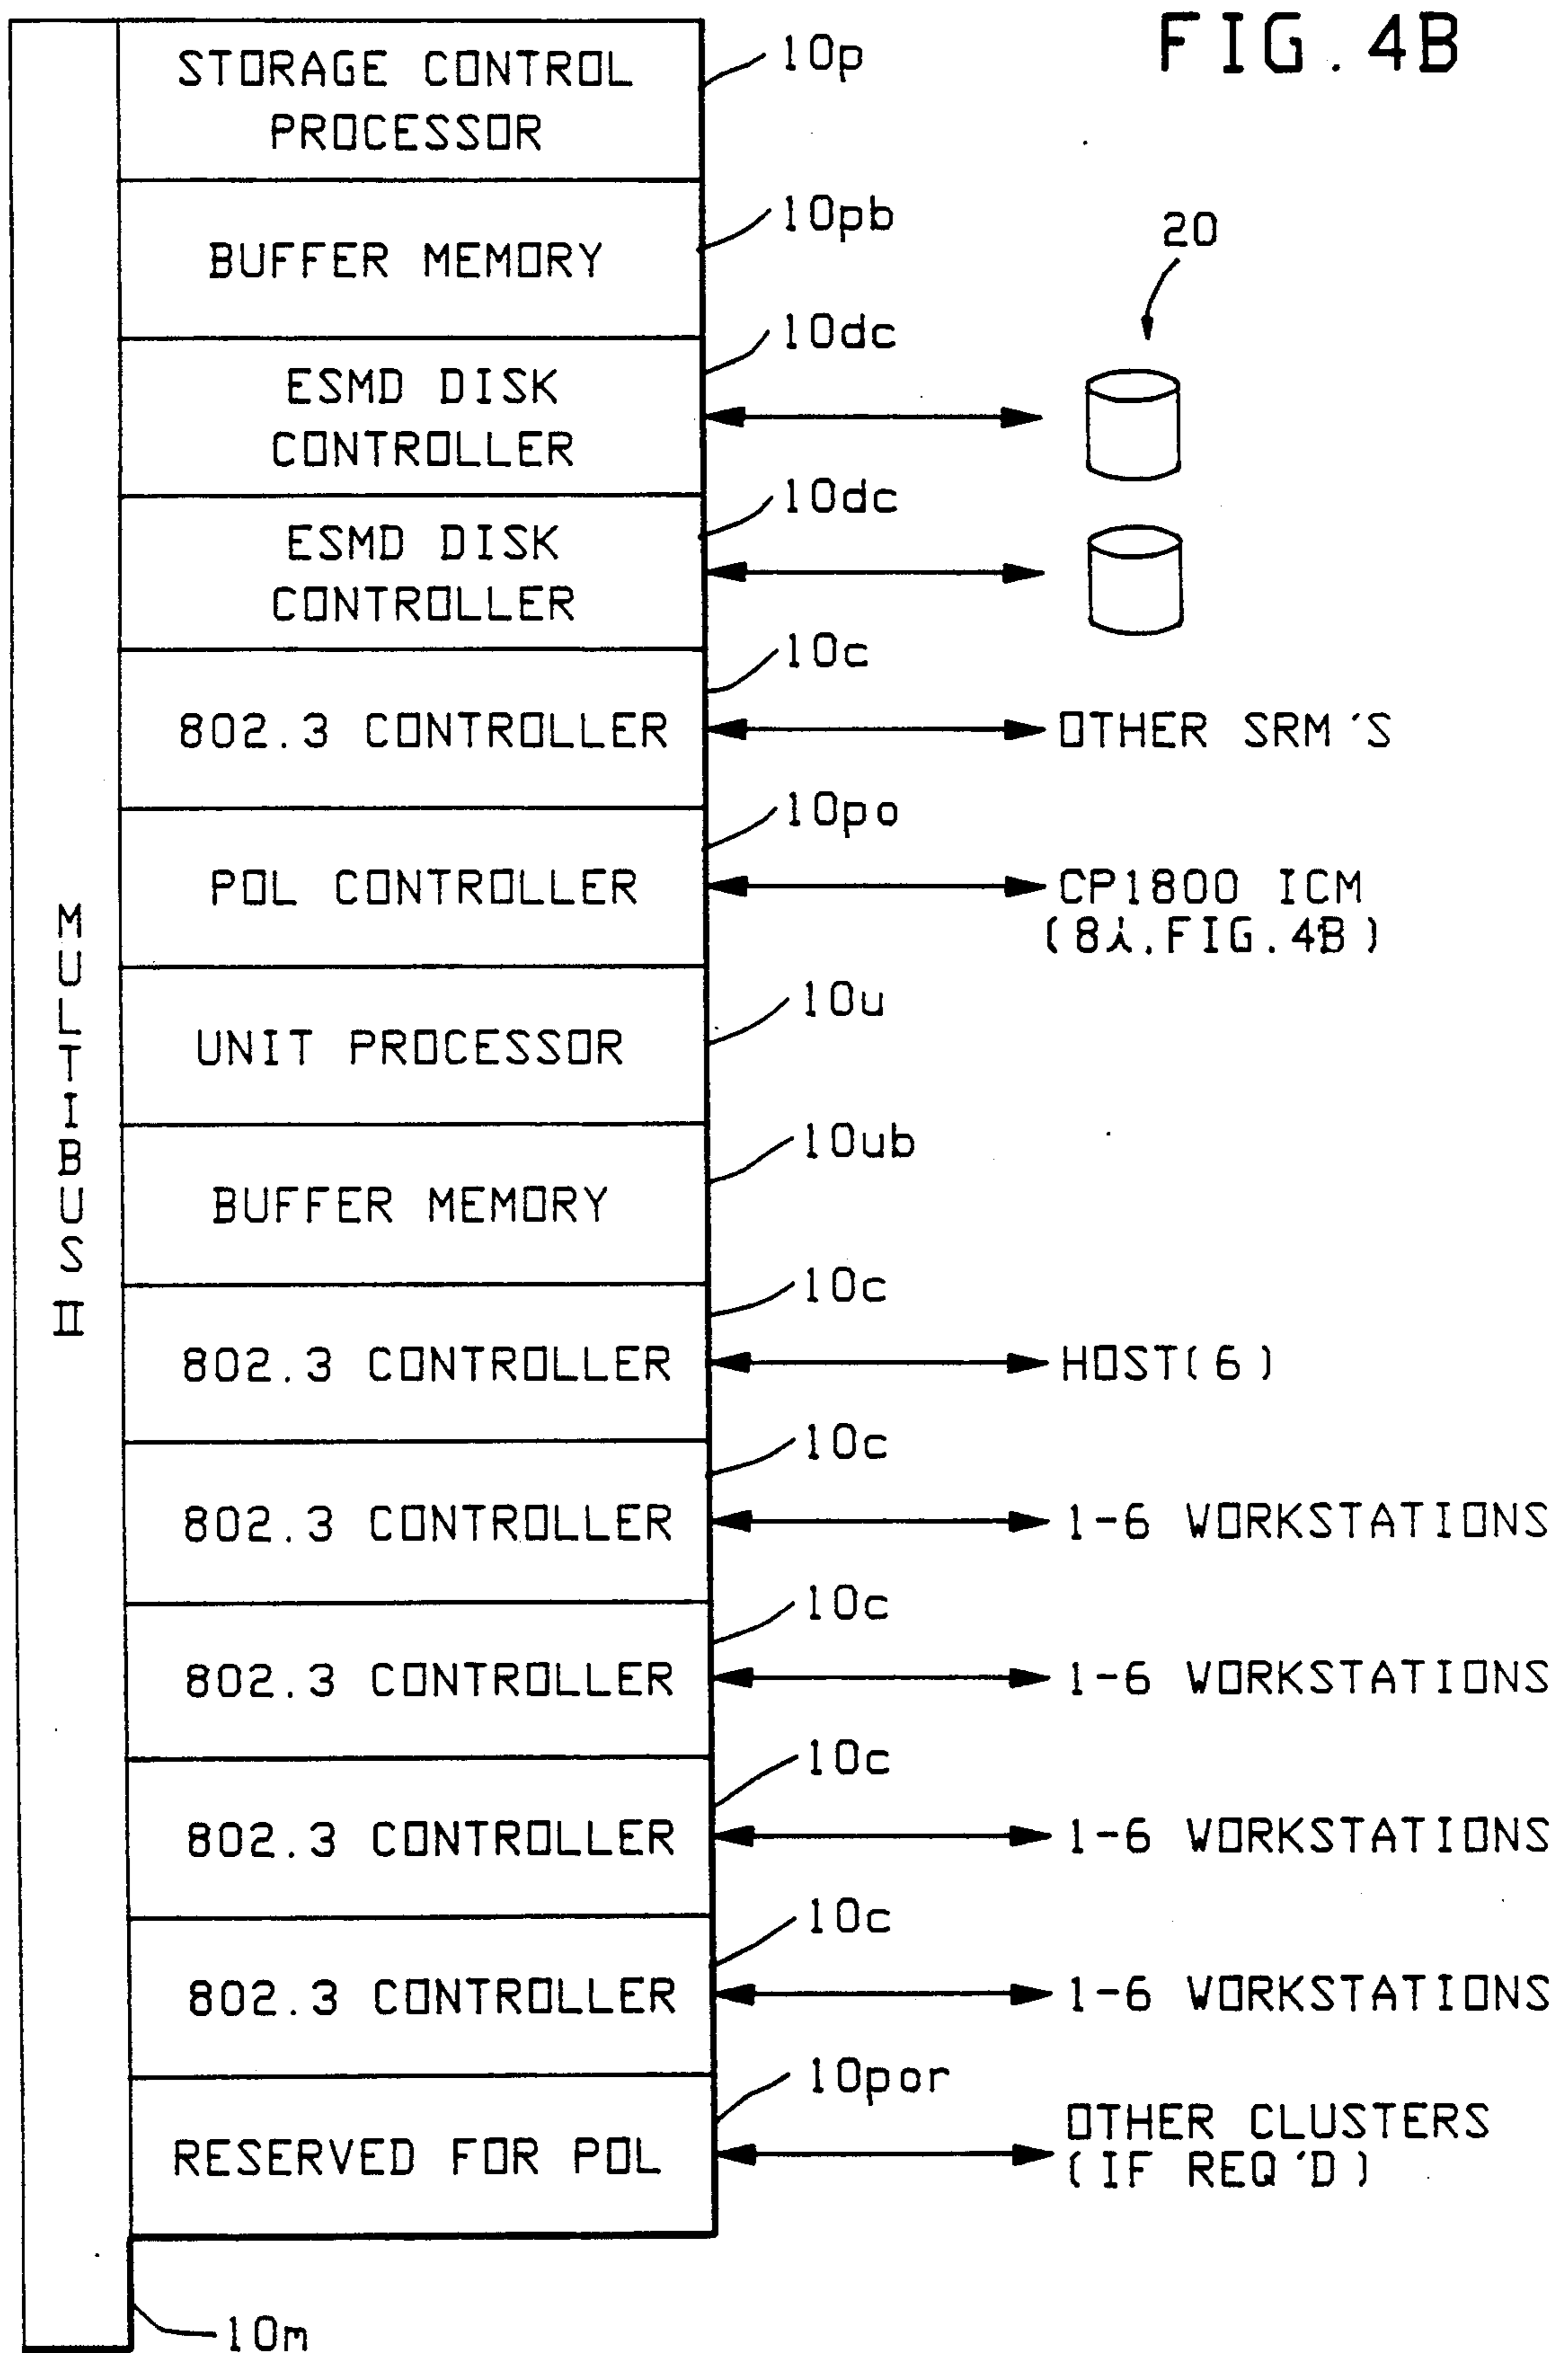 FIG. 4B
STORAGE CONTROL
PROCESSOR
10p
BUFFER MEMORY
10pb
20
ESMD DISK
CONTROLLER
10dc
ESMD DISK
CONTROLLER
10dc
802.3 CONTROLLER
10c
OTHER SRM'S
POL CONTROLLER
10po
CP1800 ICM
(8i, FIG. 4B)
UNIT PROCESSOR
10u
BUFFER MEMORY
10ub
802.3 CONTROLLER
10c
HOST(6)
802.3 CONTROLLER
10c
1-6 WORKSTATIONS
802.3 CONTROLLER
10c
1-6 WORKSTATIONS
802.3 CONTROLLER
10c
1-6 WORKSTATIONS
802.3 CONTROLLER
10c
1-6 WORKSTATIONS
RESERVED FOR POL
10por
OTHER CLUSTERS
(IF REQ'D)
MULTIBUS II
10m